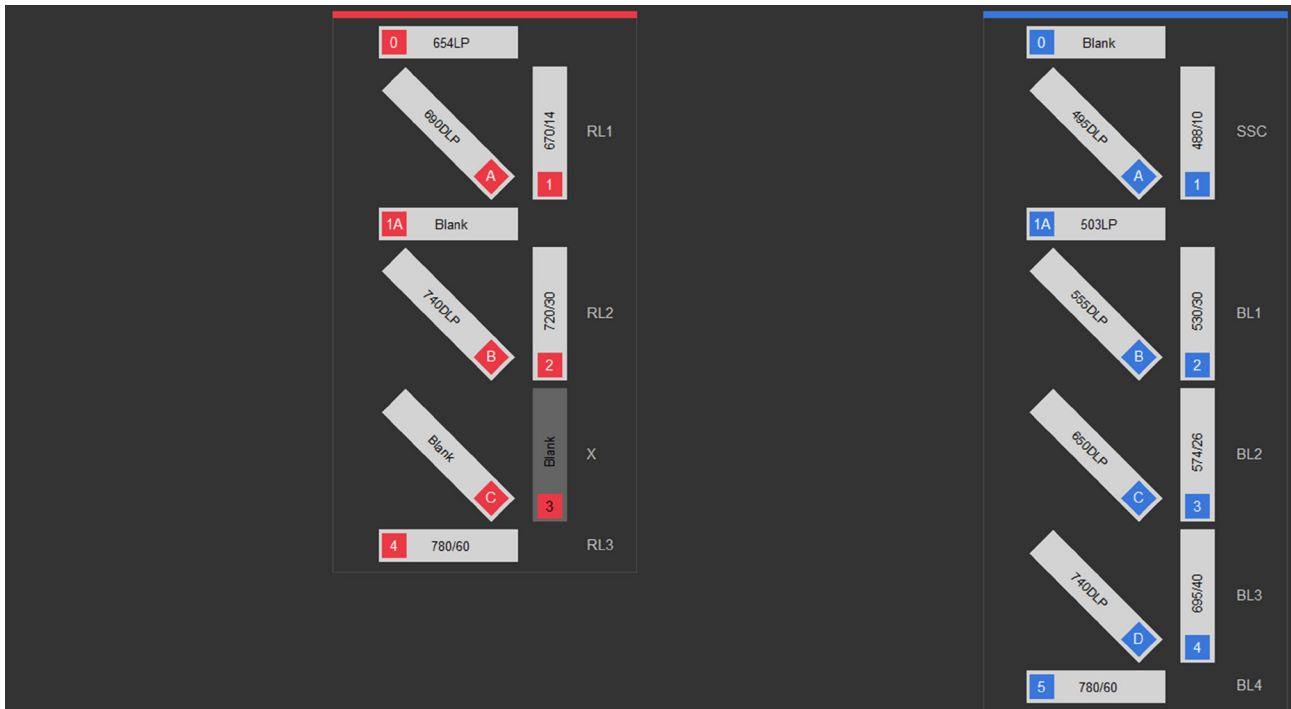 0 654LP
690DLP A
670/14 1
RL1
1A Blank
740DLP B
720/30 2
RL2
Blank C
Blank 3
X
4 780/60
RL3
0 Blank
495DLP A
488/10 1
SSC
1A 503LP
555DLP B
530/30 2
BL1
650DLP C
574/26 3
BL2
740DLP D
695/40 4
BL3
5 780/60
BL4